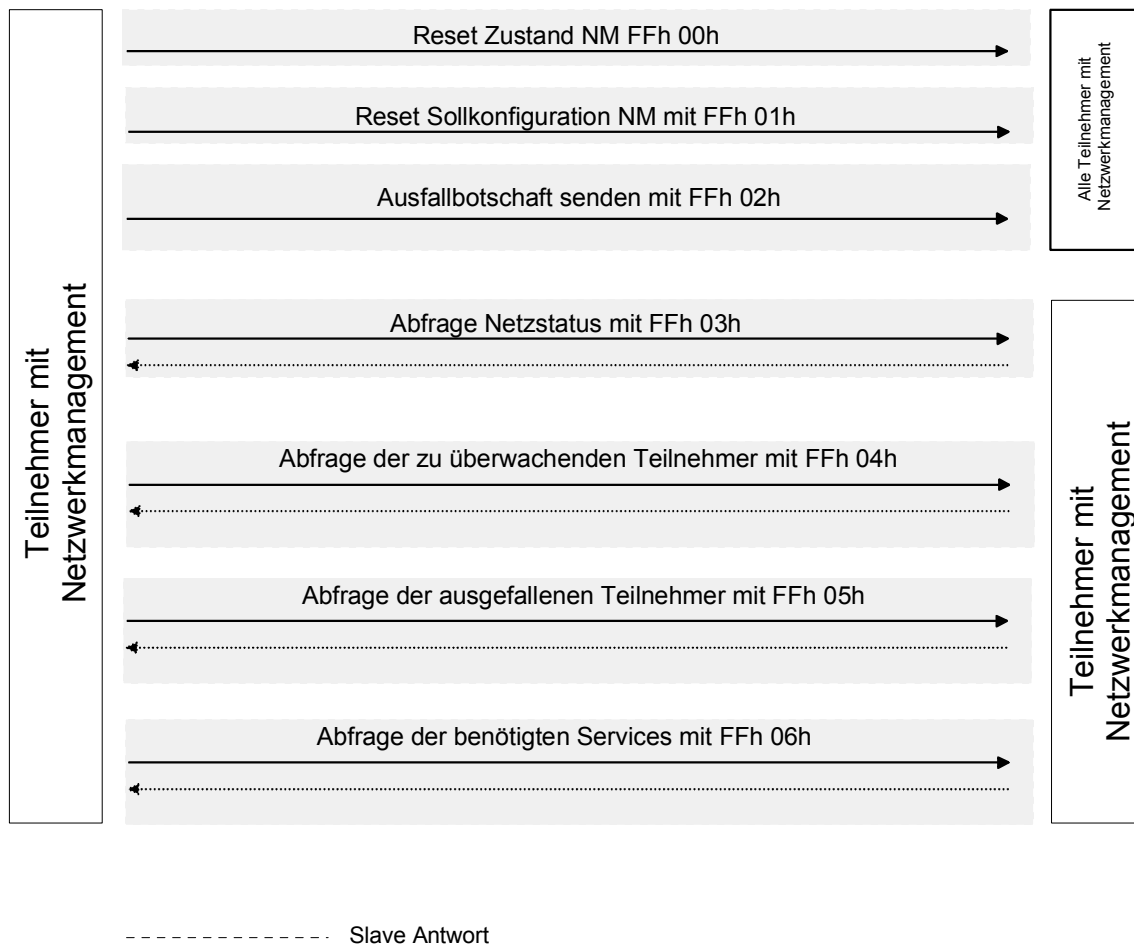 Reset Zustand NM FFh 00h
Reset Sollkonfiguration NM mit FFh 01h
Ausfallbotschaft senden mit FFh 02h
Alle Teilnehmer mit
Netzwerkmanagement
Teilnehmer mit
Netzwerkmanagement
Abfrage Netzstatus mit FFh 03h
Abfrage der zu überwachenden Teilnehmer mit FFh 04h
Abfrage der ausgefallenen Teilnehmer mit FFh 05h
Abfrage der benötigten Services mit FFh 06h
Teilnehmer mit
Netzwerkmanagement
Slave Antwort